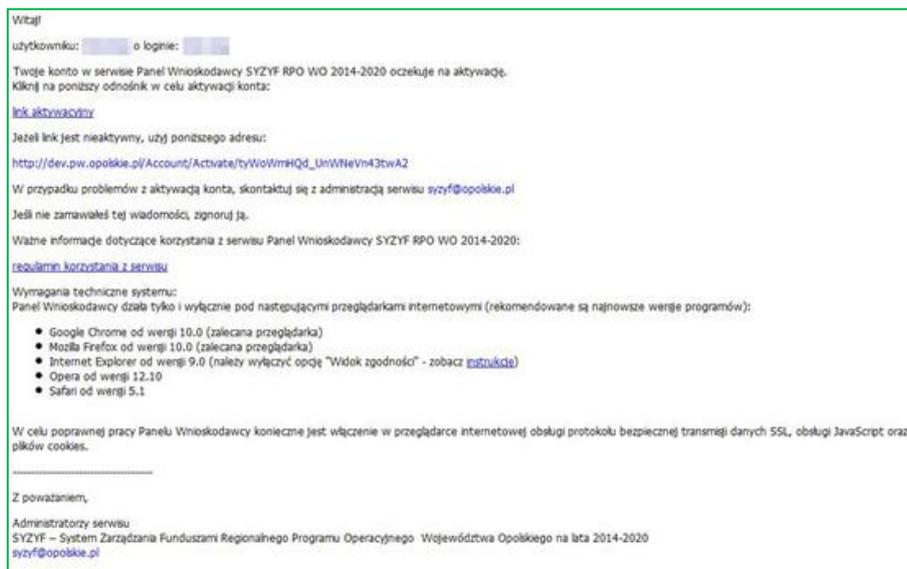 Witaj!
użytkowniku: o loginie:
Twoje konto w serwisie Panel Wnioskodawcy SYZYF RPO WO 2014-2020 oczekuje na aktywację.
Kliknij na poniższy odnośnik w celu aktywacji konta:
link aktywacyjny
Jeżeli link jest nieaktywny, użyj poniższego adresu:
http://dev.pw.opolskie.pl/Account/Activate/tyWoWmHQd_UnWNeVn43twA2
W przypadku problemów z aktywacją konta, skontaktuj się z administracją serwisu syzyf@opolskie.pl
Jeśli nie zamawiałeś tej wiadomości, zignoruj ją.
Ważne informacje dotyczące korzystania z serwisu Panel Wnioskodawcy SYZYF RPO WO 2014-2020:
regulamin korzystania z serwisu
Wymagania techniczne systemu:
Panel Wnioskodawcy działa tylko i wyłącznie pod następującymi przeglądarkami internetowymi (rekomendowane są najnowsze wersje programów):
● Google Chrome od wersji 10.0 (zalecana przeglądarka)
● Mozilla Firefox od wersji 10.0 (zalecana przeglądarka)
● Internet Explorer od wersji 9.0 (należy wyłączyć opcję "Widok zgodności" - zobacz instrukcję)
● Opera od wersji 12.10
● Safari od wersji 5.1
W celu poprawnej pracy Panelu Wnioskodawcy konieczne jest włączenie w przeglądarce internetowej obsługi protokołu bezpiecznej transmisji danych SSL, obsługi JavaScript oraz
plików cookies.
------------------------------------
Z poważaniem,
Administratorzy serwisu
SYZYF – System Zarządzania Funduszami Regionalnego Programu Operacyjnego Województwa Opolskiego na lata 2014-2020
syzyf@opolskie.pl